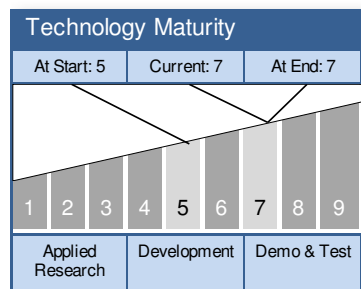 Technology Maturity
At Start: 5 Current: 7 At End: 7
1 2 3 4 5 6 7 8 9
Applied Development Demo & Test
Research